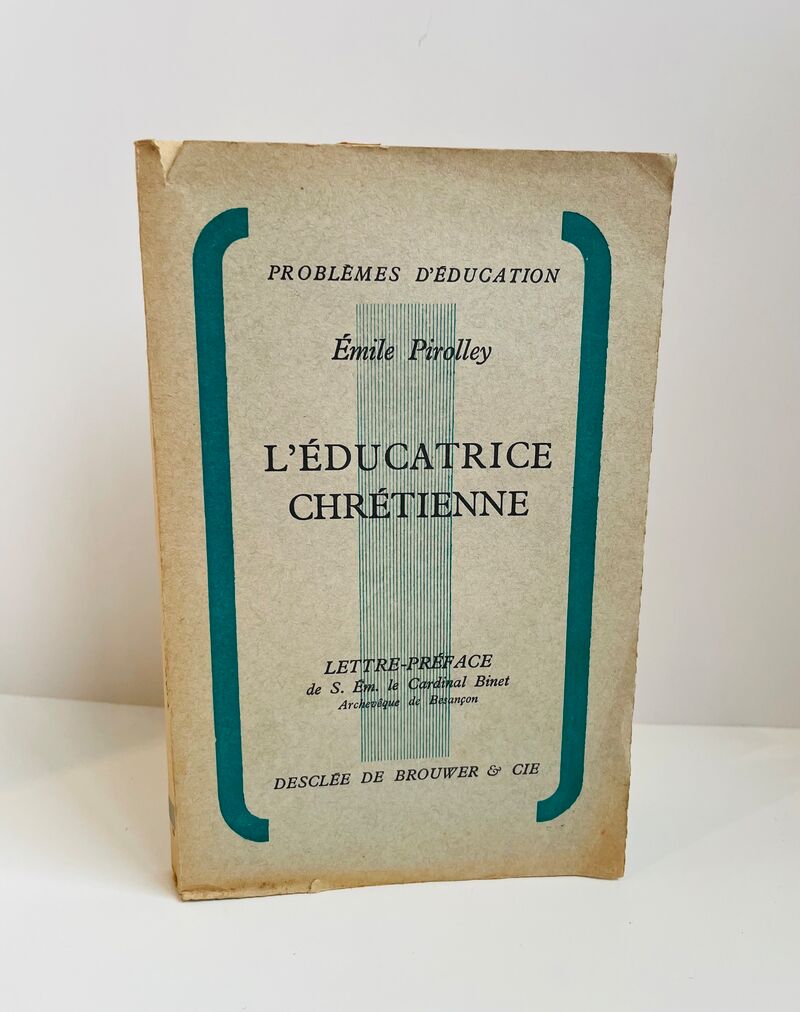 PROBLÈMES D'ÉDUCATION
Émile Pirolley
L'ÉDUCATRICE
CHRÉTIENNE
LETTRE-PRÉFACE
de S. Ém. le Cardinal Binet
Archevêque de Besançon
DESCLÉE DE BROUWER & CIE